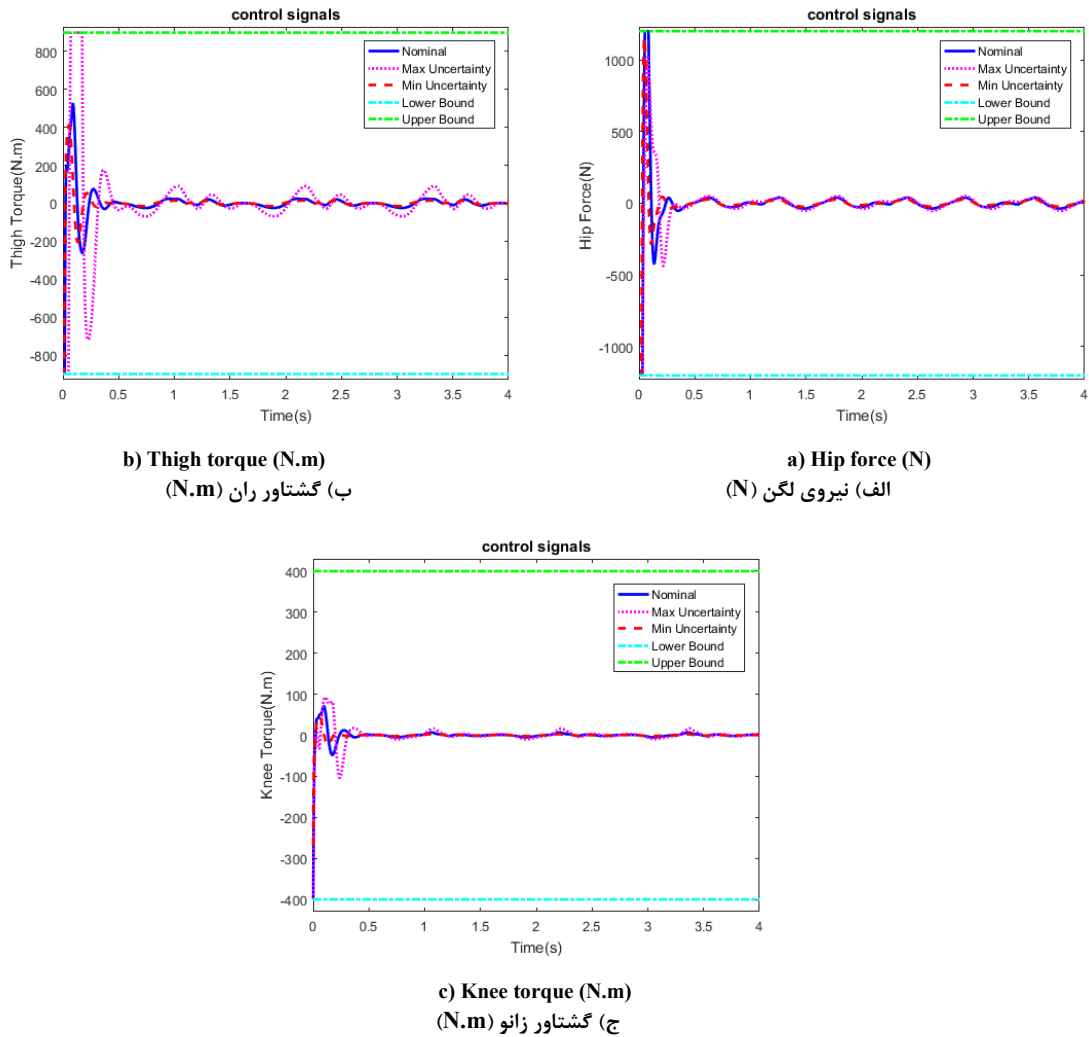 control signals
800
600
400
200
0
-200
-400
-600
-800
Thigh Torque(N.m)
Nominal
Max Uncertainty
Min Uncertainty
Lower Bound
Upper Bound
0 0.5 1 1.5 2 2.5 3 3.5 4
Time(s)
b) Thigh torque (N.m)
ب) گشتاور ران (N.m)
control signals
1000
500
0
-500
-1000
Hip Force(N)
Nominal
Max Uncertainty
Min Uncertainty
Lower Bound
Upper Bound
0 0.5 1 1.5 2 2.5 3 3.5 4
Time(s)
a) Hip force (N)
الف) نیروی لگن (N)
control signals
400
300
200
100
0
-100
-200
-300
-400
Knee Torque(N.m)
Nominal
Max Uncertainty
Min Uncertainty
Lower Bound
Upper Bound
0 0.5 1 1.5 2 2.5 3 3.5 4
Time(s)
c) Knee torque (N.m)
ج) گشتاور زانو (N.m)